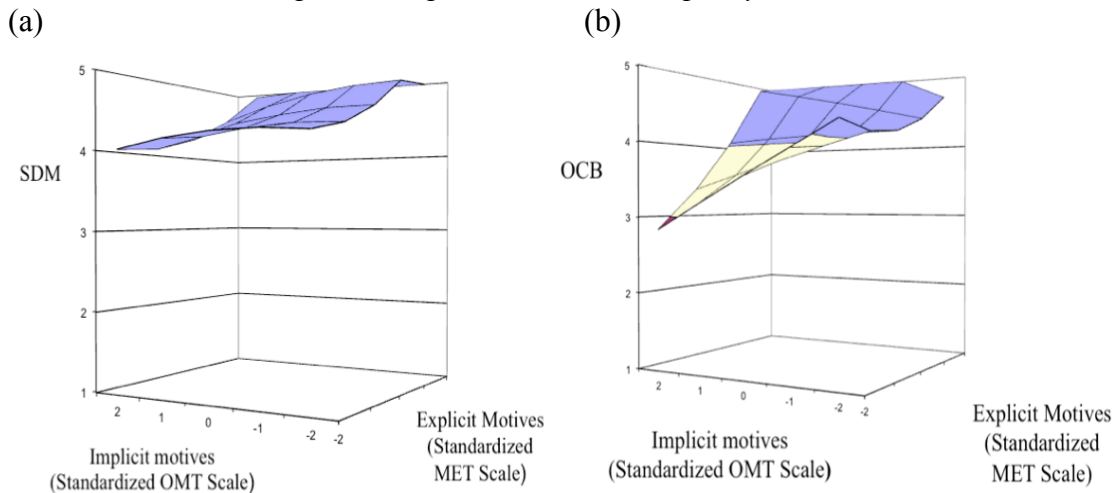 (a)
(b)
5
4
SDM
3
2
1
2
1
0
-1
-2
-2
Implicit motives
(Standardized OMT Scale)
Explicit Motives
(Standardized
MET Scale)
5
4
OCB
3
2
1
2
1
0
-1
-2
-2
Implicit motives
(Standardized OMT Scale)
Explicit Motives
(Standardized
MET Scale)